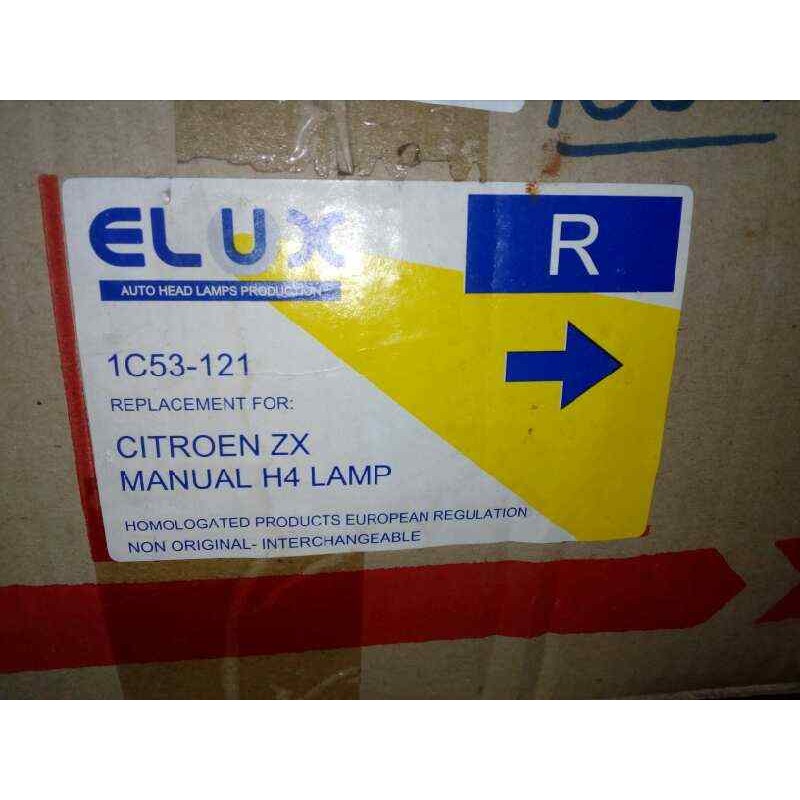 ELUX
R
AUTO HEAD LAMPS PRODUCTION
1C53-121
REPLACEMENT FOR:
CITROEN ZX
MANUAL H4 LAMP
HOMOLOGATED PRODUCTS EUROPEAN REGULATION
NON ORIGINAL- INTERCHANGEABLE